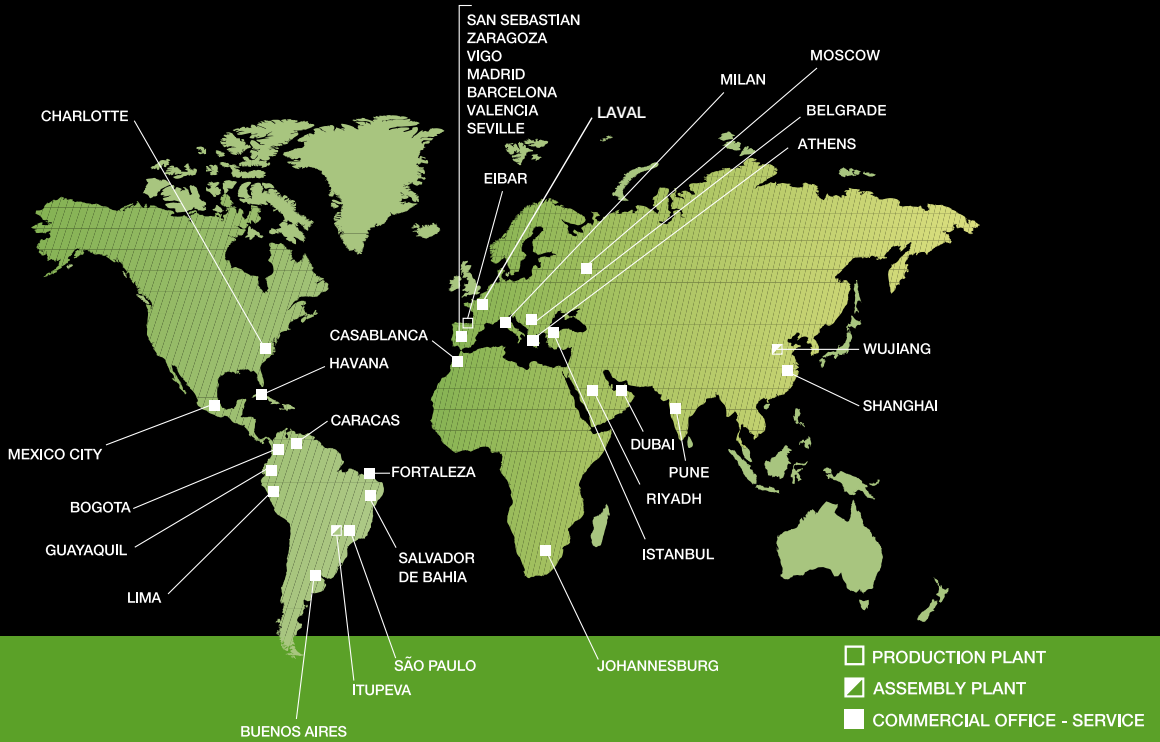 SAN SEBASTIAN
ZARAGOZA
VIGO
MADRID
BARCELONA
VALENCIA
SEVILLE
MOSCOW
MILAN
CHARLOTTE
LAVAL
BELGRADE
ATHENS
EIBAR
CASABLANCA
HAVANA
WUJIANG
SHANGHAI
CARACAS
MEXICO CITY
DUBAI
FORTALEZA
PUNE
RIYADH
BOGOTA
GUAYAQUIL
ISTANBUL
SALVADOR
DE BAHIA
LIMA
SÃO PAULO
JOHANNESBURG
ITUPEVA
BUENOS AIRES
PRODUCTION PLANT
ASSEMBLY PLANT
COMMERCIAL OFFICE - SERVICE